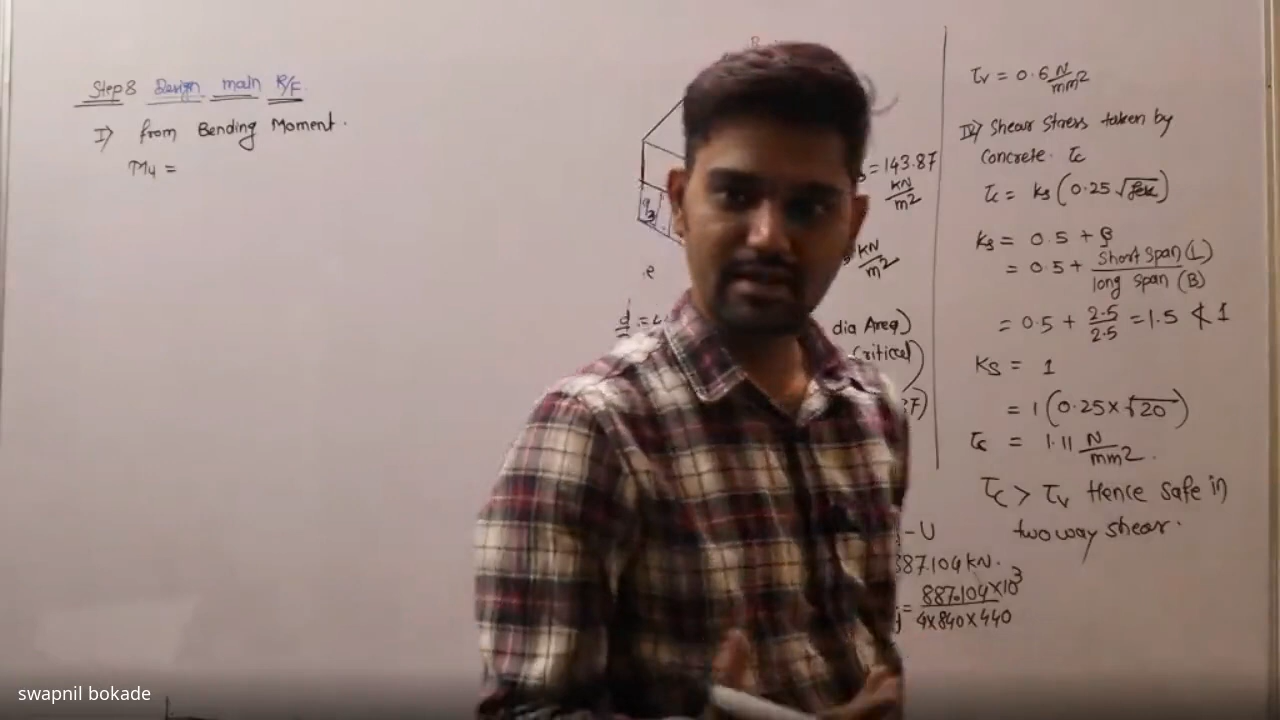 Step 8 Design main R/F.
I) from Bending Moment.
Mu =
= 143.87
KN
m2
KN
m2
e
d =
dia Area)
Critical
- U
887.104 KN.
= 887.104×10^3
4×840×440
τv = 0.6 N
mm2
IV) Shear Stress taken by
Concrete. τc
τc = ks (0.25 √fck)
ks = 0.5 + β
= 0.5 + Short Span (L)
long Span (B)
= 0.5 + 2.5 = 1.5 ≮ 1
2.5
Ks = 1
= 1 (0.25×√20)
τc = 1.11 N
mm2.
τc > τv Hence Safe in
two way shear.
swapnil bokade